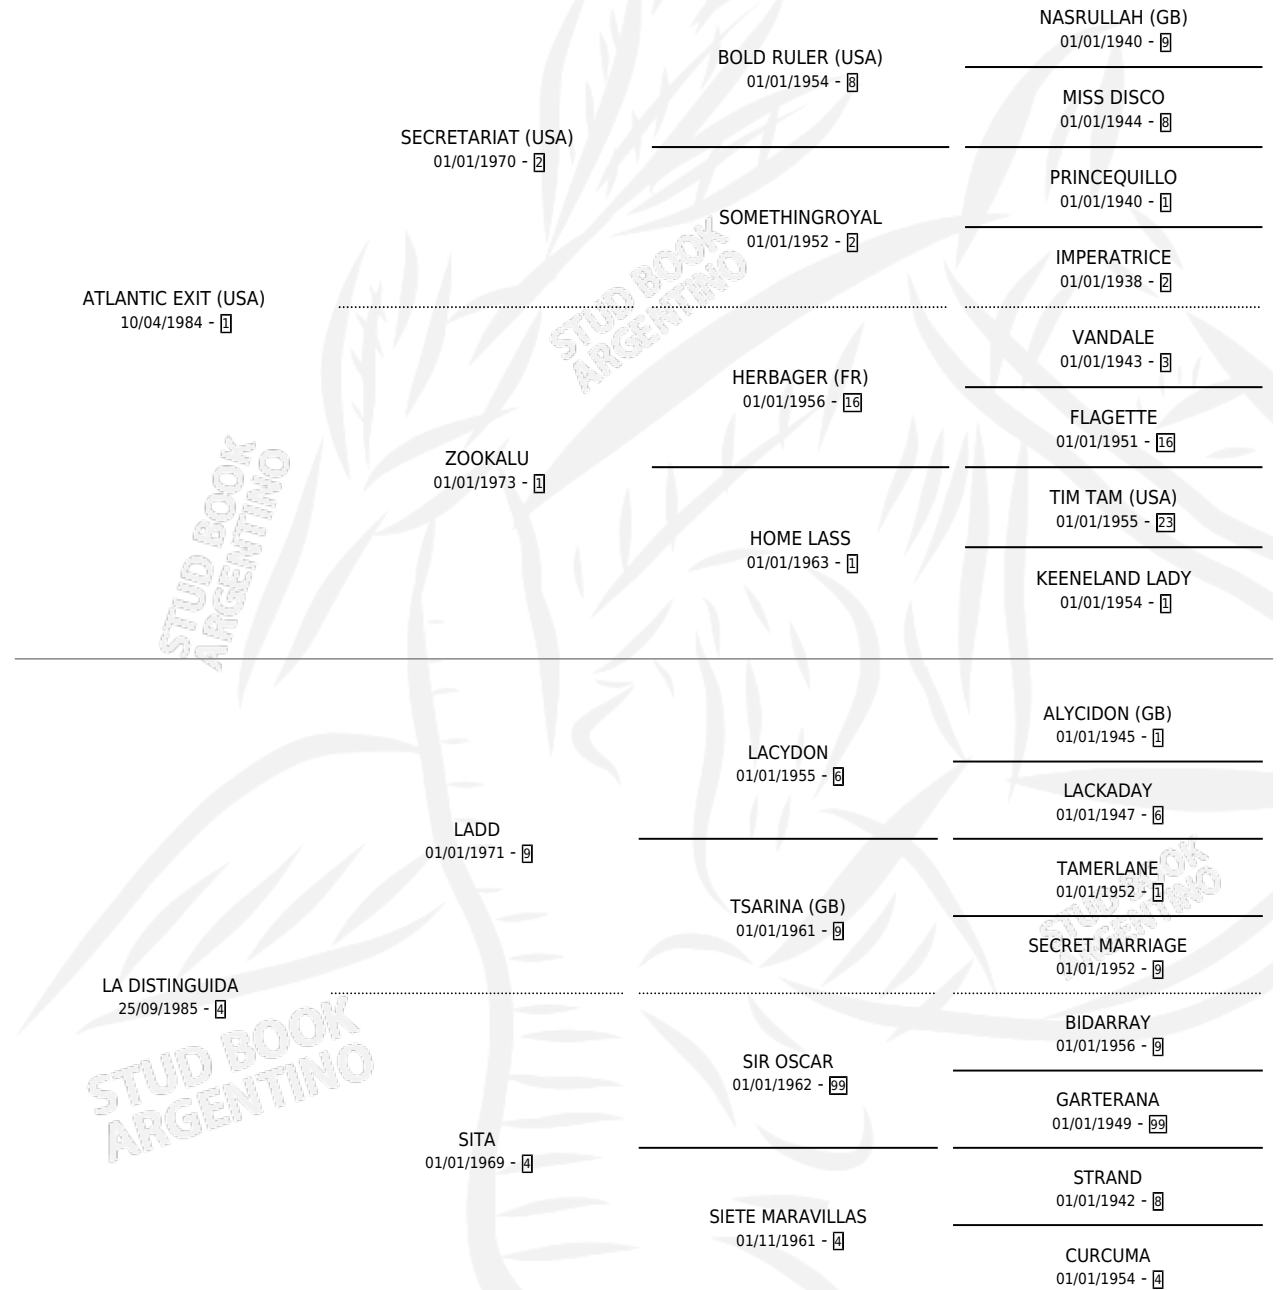 NASRULLAH (GB)
01/01/1940 - 9
BOLD RULER (USA)
01/01/1954 - 8
MISS DISCO
01/01/1944 - 8
SECRETARIAT (USA)
01/01/1970 - 2
PRINCEQUILLO
01/01/1940 - 1
SOMETHINGROYAL
01/01/1952 - 2
IMPERATRICE
01/01/1938 - 2
ATLANTIC EXIT (USA)
10/04/1984 - 1
STUD BOOK
ARGENTINO
VANDALE
01/01/1943 - 3
HERBAGER (FR)
01/01/1956 - 16
FLAGETTE
01/01/1951 - 16
ZOOKALU
01/01/1973 - 1
TIM TAM (USA)
01/01/1955 - 23
HOME LASS
01/01/1963 - 1
KEENELAND LADY
01/01/1954 - 1
STUD BOOK
ARGENTINO
ALYCIDON (GB)
01/01/1945 - 1
LACYDON
01/01/1955 - 6
LACKADAY
01/01/1947 - 6
LADD
01/01/1971 - 9
TAMERLANE
01/01/1952 - 1
STUD BOOK
ARGENTINO
TSARINA (GB)
01/01/1961 - 9
SECRET MARRIAGE
01/01/1952 - 9
LA DISTINGUIDA
25/09/1985 - 4
STUD BOOK
ARGENTINO
BIDARRAY
01/01/1956 - 9
SIR OSCAR
01/01/1962 - 99
GARTERANA
01/01/1949 - 99
SITA
01/01/1969 - 4
STRAND
01/01/1942 - 8
SIETE MARAVILLAS
01/11/1961 - 4
CURCUMA
01/01/1954 - 4